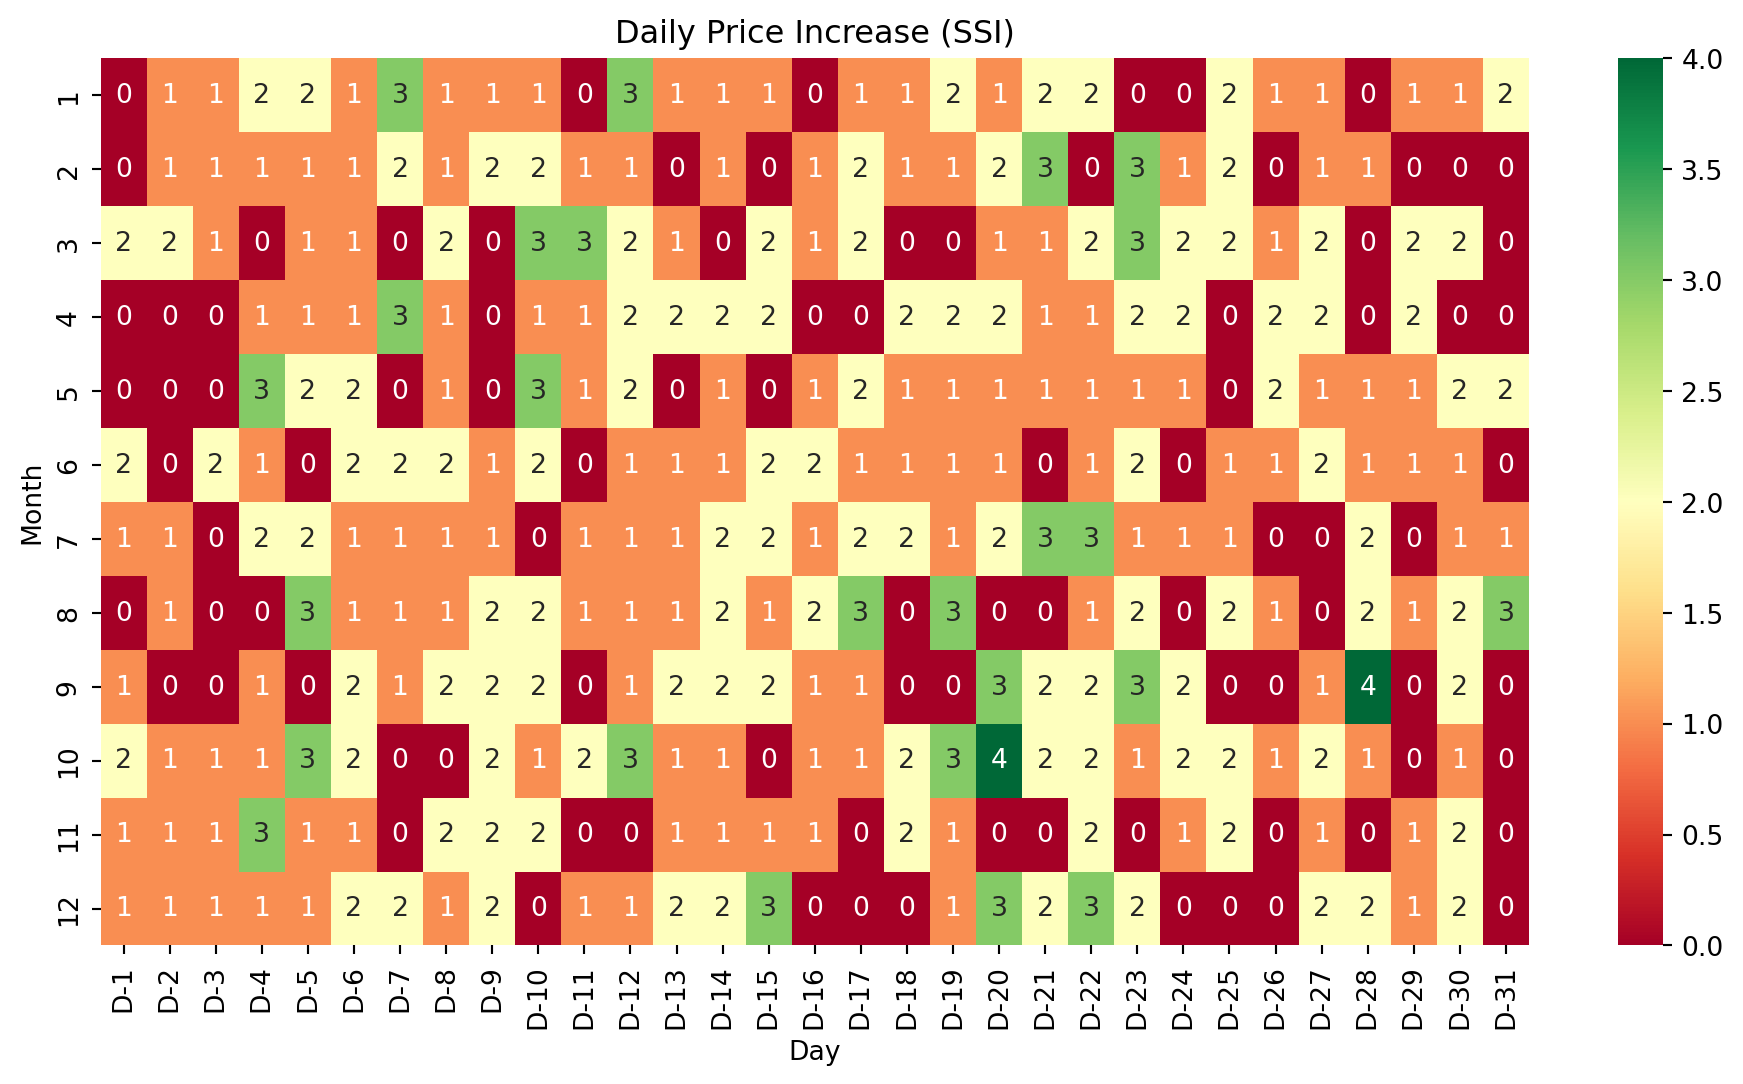 Daily Price Increase (SSI)
1 0 1 1 2 2 1 3 1 1 1 0 3 1 1 1 0 1 1 2 1 2 2 0 0 2 1 1 0 1 1 2
2 0 1 1 1 1 1 2 1 2 2 1 1 0 1 0 1 2 1 1 2 3 0 3 1 2 0 1 1 0 0 0
3 2 2 1 0 1 1 0 2 0 3 3 2 1 0 2 1 2 0 0 1 1 2 3 2 2 1 2 0 2 2 0
4 0 0 0 1 1 1 3 1 0 1 1 2 2 2 2 0 0 2 2 2 1 1 2 2 0 2 2 0 2 0 0
5 0 0 0 3 2 2 0 1 0 3 1 2 0 1 0 1 2 1 1 1 1 1 1 1 0 2 1 1 1 2 2
6 2 0 2 1 0 2 2 2 1 2 0 1 1 1 2 2 1 1 1 1 0 1 2 0 1 1 2 1 1 1 0
7 1 1 0 2 2 1 1 1 1 0 1 1 1 2 2 1 2 2 1 2 3 3 1 1 1 0 0 2 0 1 1
8 0 1 0 0 3 1 1 1 2 2 1 1 1 2 1 2 3 0 3 0 0 1 2 0 2 1 0 2 1 2 3
9 1 0 0 1 0 2 1 2 2 2 0 1 2 2 2 1 1 0 0 3 2 2 3 2 0 0 1 4 0 2 0
10 2 1 1 1 3 2 0 0 2 1 2 3 1 1 0 1 1 2 3 4 2 2 1 2 2 1 2 1 0 1 0
11 1 1 1 3 1 1 0 2 2 2 0 0 1 1 1 1 0 2 1 0 0 2 0 1 2 0 1 0 1 2 0
12 1 1 1 1 1 2 2 1 2 0 1 1 2 2 3 0 0 0 1 3 2 3 2 0 0 0 2 2 1 2 0
Month
D-1 D-2 D-3 D-4 D-5 D-6 D-7 D-8 D-9 D-10 D-11 D-12 D-13 D-14 D-15 D-16 D-17 D-18 D-19 D-20 D-21 D-22 D-23 D-24 D-25 D-26 D-27 D-28 D-29 D-30 D-31
Day
4.0
3.5
3.0
2.5
2.0
1.5
1.0
0.5
0.0